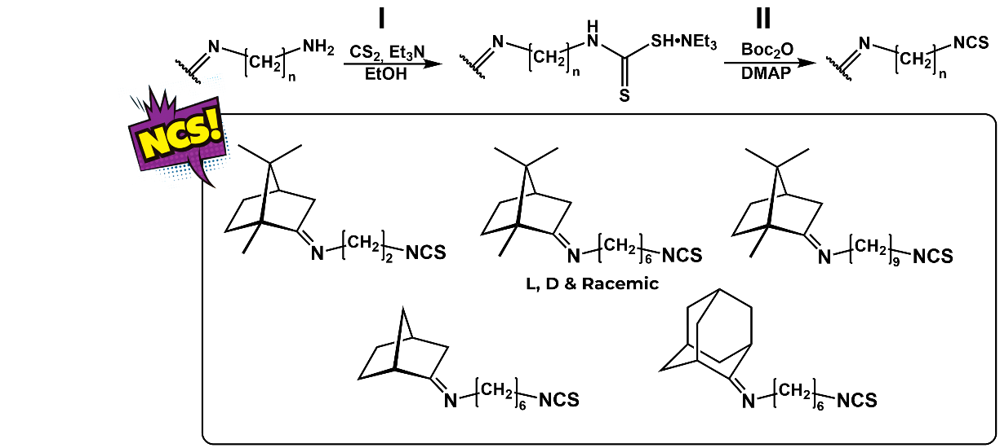 I
II
N
(CH₂)
n
NH₂
CS₂, Et₃N
EtOH
N
(CH₂)
n
H
N
SH•NEt₃
S
Boc₂O
DMAP
N
(CH₂)
n
NCS
NCS!
N
(CH₂)
2
NCS
N
(CH₂)
6
NCS
N
(CH₂)
9
NCS
L, D & Racemic
N
(CH₂)
6
NCS
N
(CH₂)
6
NCS